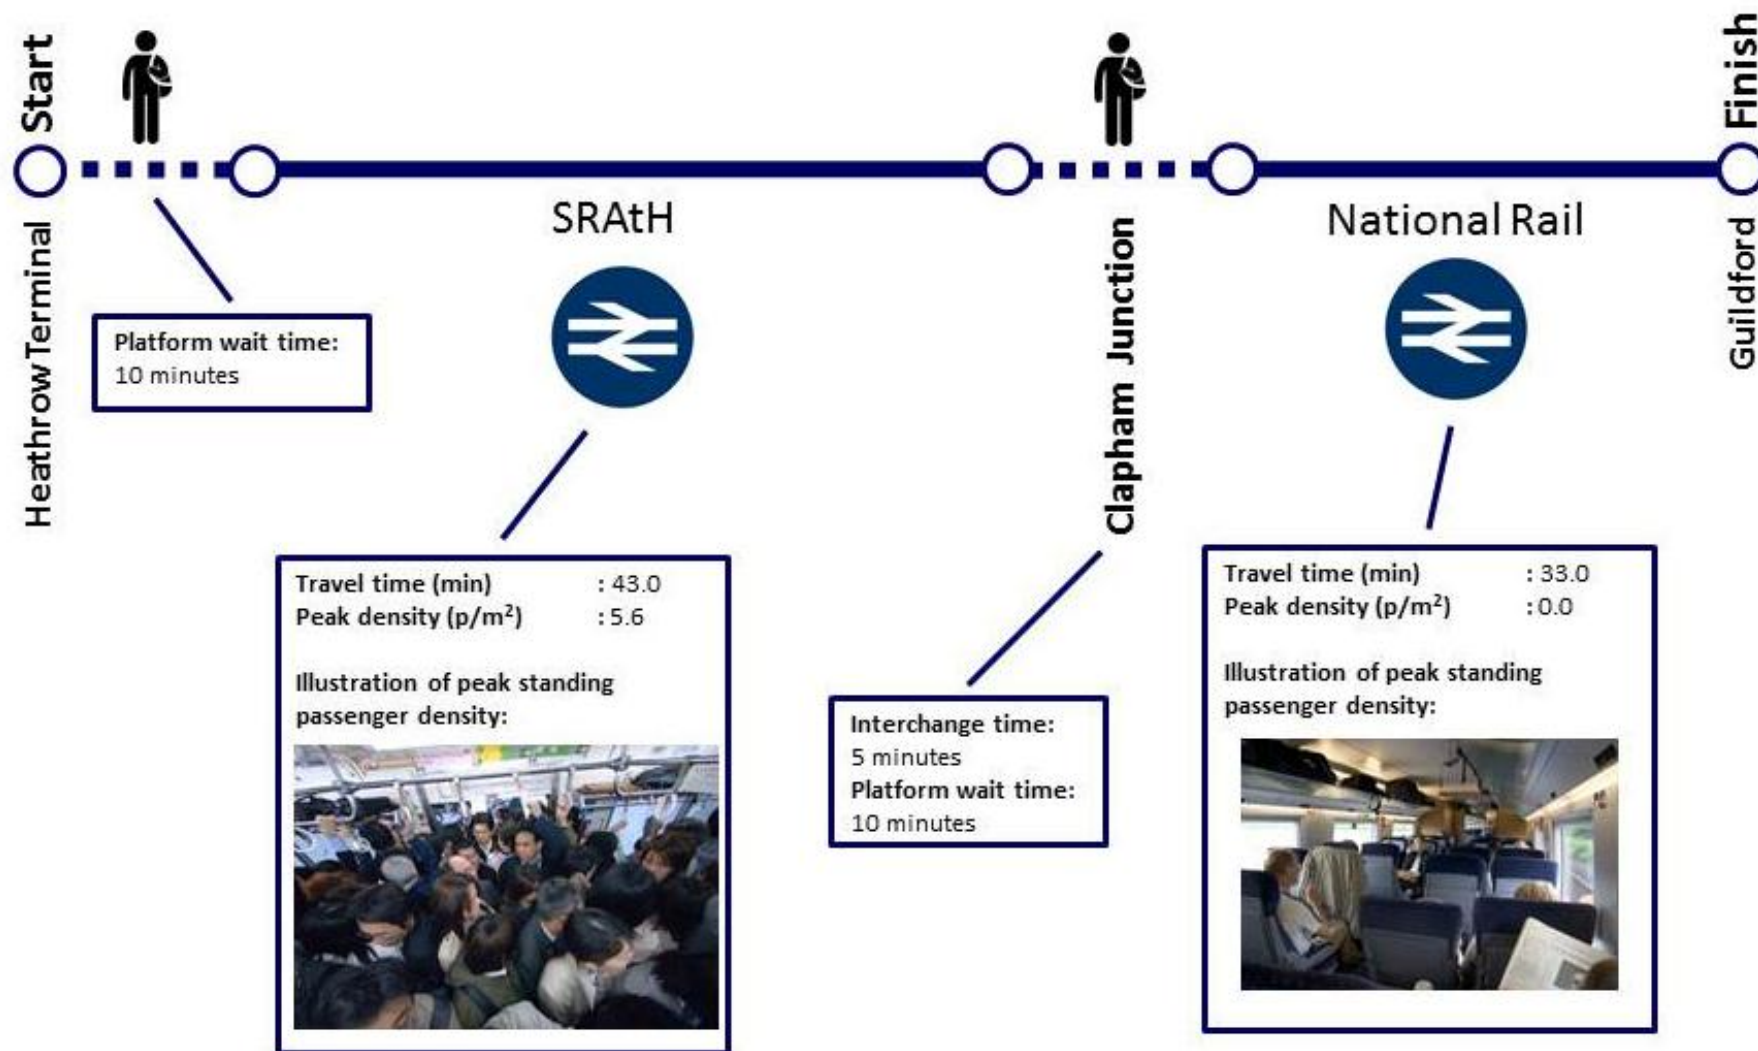 Start
Heathrow Terminal
Platform wait time:
10 minutes
SRAtH
Travel time (min) : 43.0
Peak density (p/m²) : 5.6
Illustration of peak standing
passenger density:
Clapham Junction
Interchange time:
5 minutes
Platform wait time:
10 minutes
National Rail
Travel time (min) : 33.0
Peak density (p/m²) : 0.0
Illustration of peak standing
passenger density:
Finish
Guildford